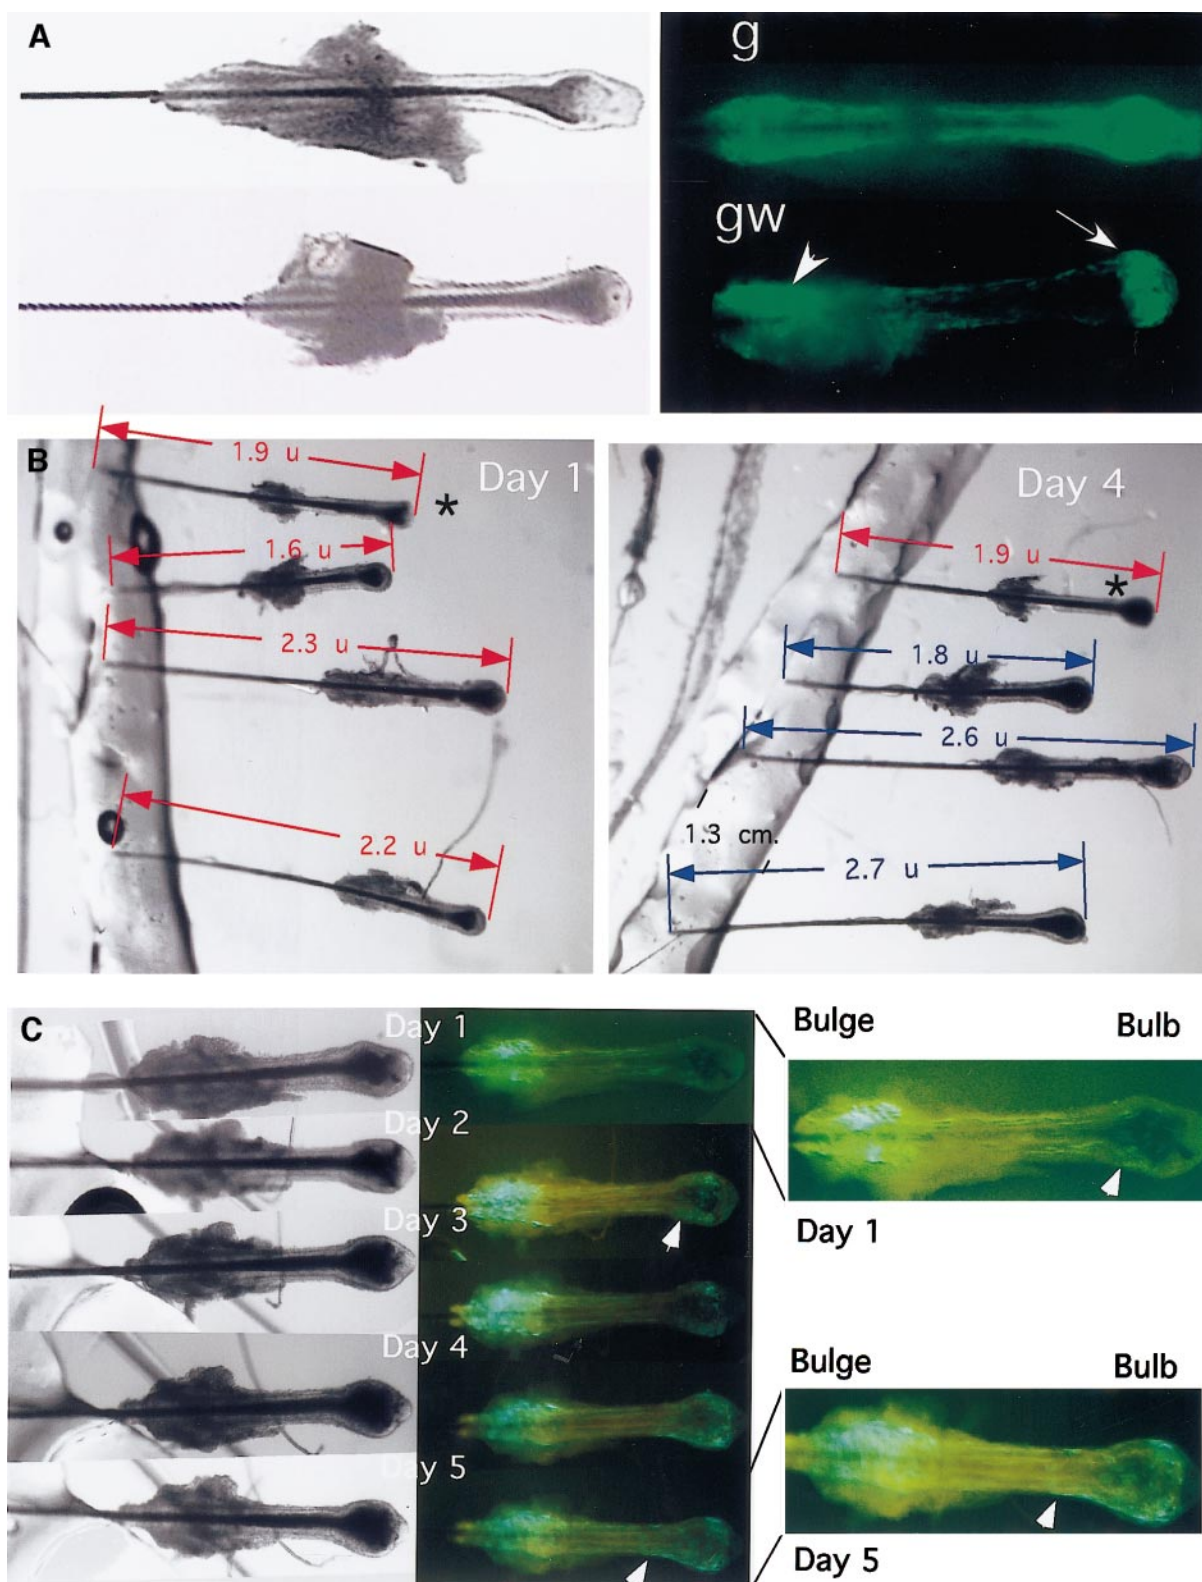 A
g
gw
B
Day 1
1.9 u
*
1.6 u
2.3 u
2.2 u
Day 4
1.9 u
*
1.8 u
2.6 u
1.3 cm.
2.7 u
C
Day 1
Day 2
Day 3
Day 4
Day 5
Bulge Bulb
Day 1
Bulge Bulb
Day 5